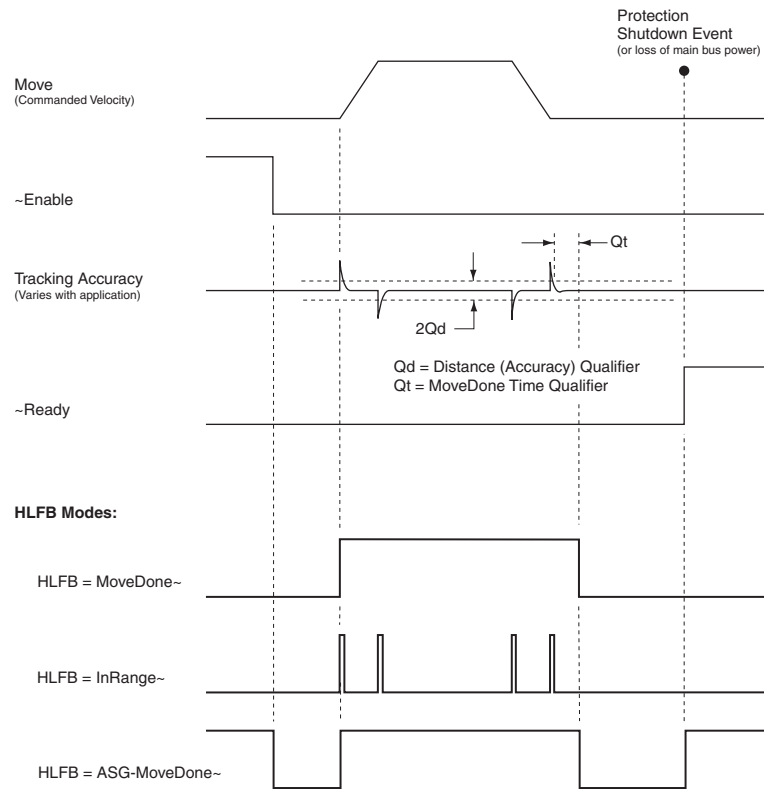 Protection
Shutdown Event
(or loss of main bus power)
Move
(Commanded Velocity)
~Enable
Qt
Tracking Accuracy
(Varies with application)
2Qd
Qd = Distance (Accuracy) Qualifier
Qt = MoveDone Time Qualifier
~Ready
HLFB Modes:
HLFB = MoveDone~
HLFB = InRange~
HLFB = ASG-MoveDone~